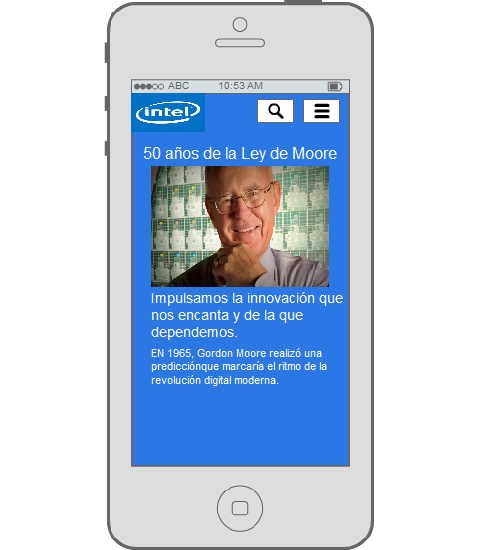 ABC 10:53 AM
intel
50 años de la Ley de Moore
Impulsamos la innovación que
nos encanta y de la que
dependemos.
EN 1965, Gordon Moore realizó una
predicciónque marcaría el ritmo de la
revolución digital moderna.